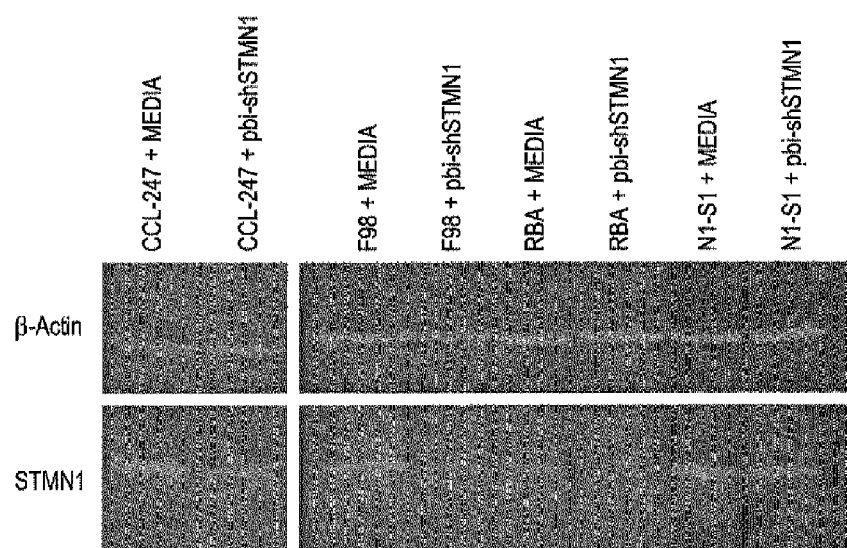 CCL-247 + MEDIA
CCL-247 + pbi-shSTMN1
F98 + MEDIA
F98 + pbi-shSTMN1
RBA + MEDIA
RBA + pbi-shSTMN1
N1-S1 + MEDIA
N1-S1 + pbi-shSTMN1
β-Actin
STMN1